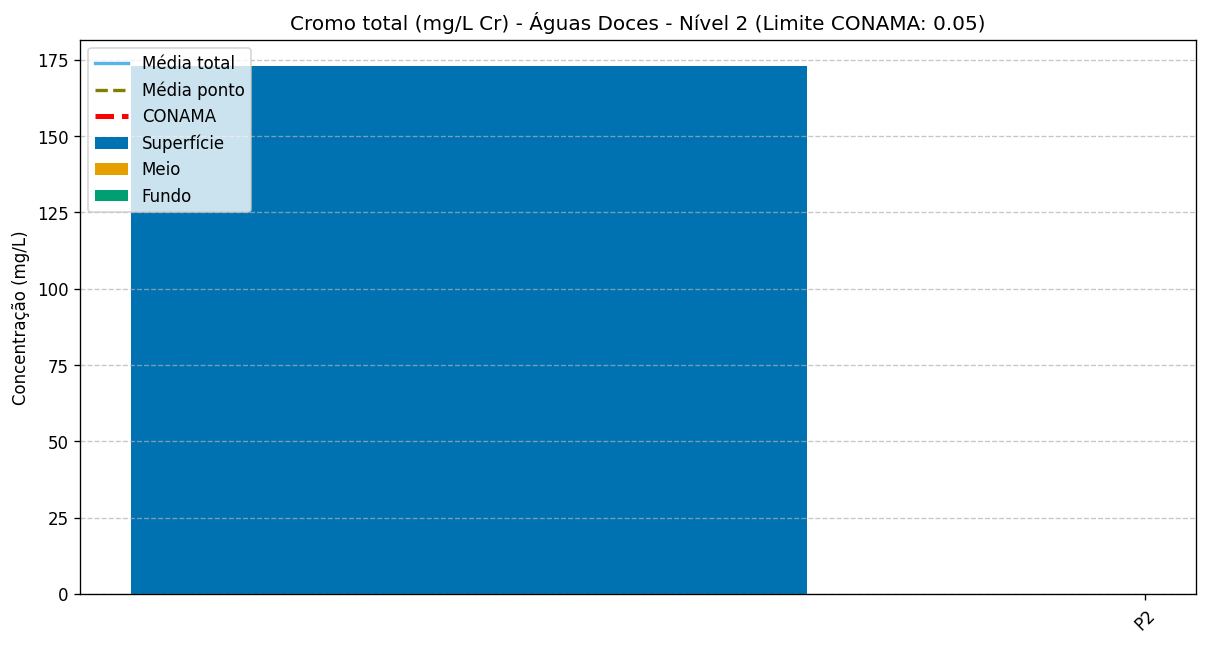 Cromo total (mg/L Cr) - Águas Doces - Nível 2 (Limite CONAMA: 0.05)
Concentração (mg/L)
175
150
125
100
75
50
25
0
Média total
Média ponto
CONAMA
Superfície
Meio
Fundo
P2